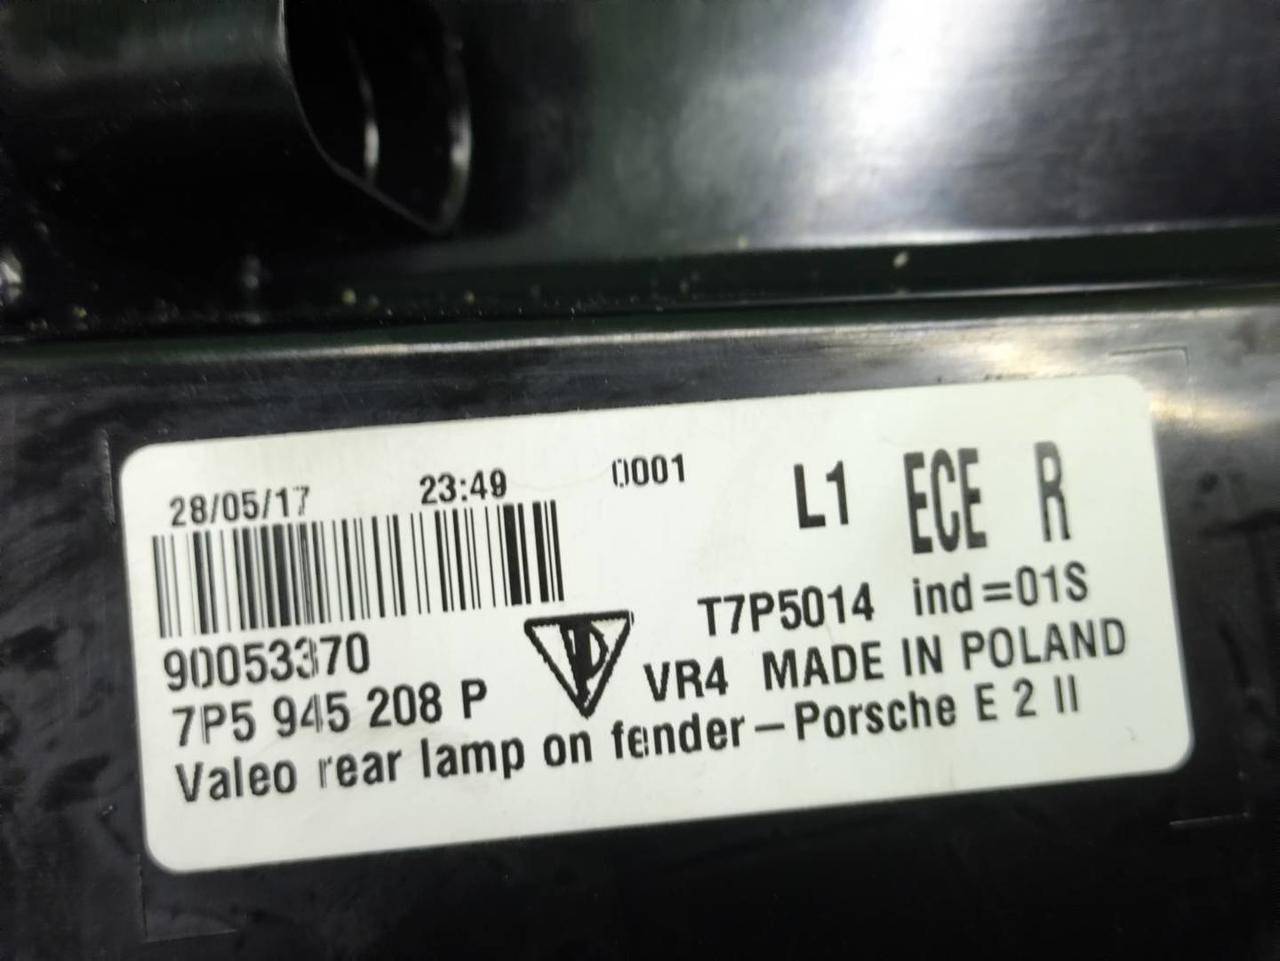 28/05/17 23:49 0001 L1 ECE R
90053370 T7P5014 ind=01S
7P5 945 208 P VR4 MADE IN POLAND
Valeo rear lamp on fender-Porsche E 2 II